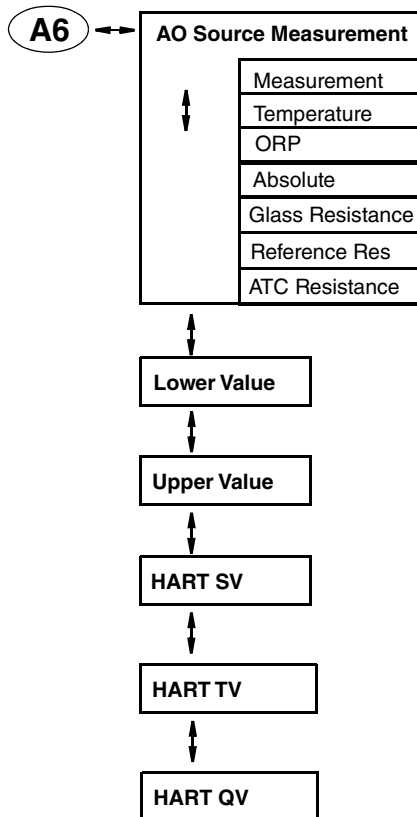 A6
AO Source Measurement
Measurement
Temperature
ORP
Absolute
Glass Resistance
Reference Res
ATC Resistance
Lower Value
Upper Value
HART SV
HART TV
HART QV